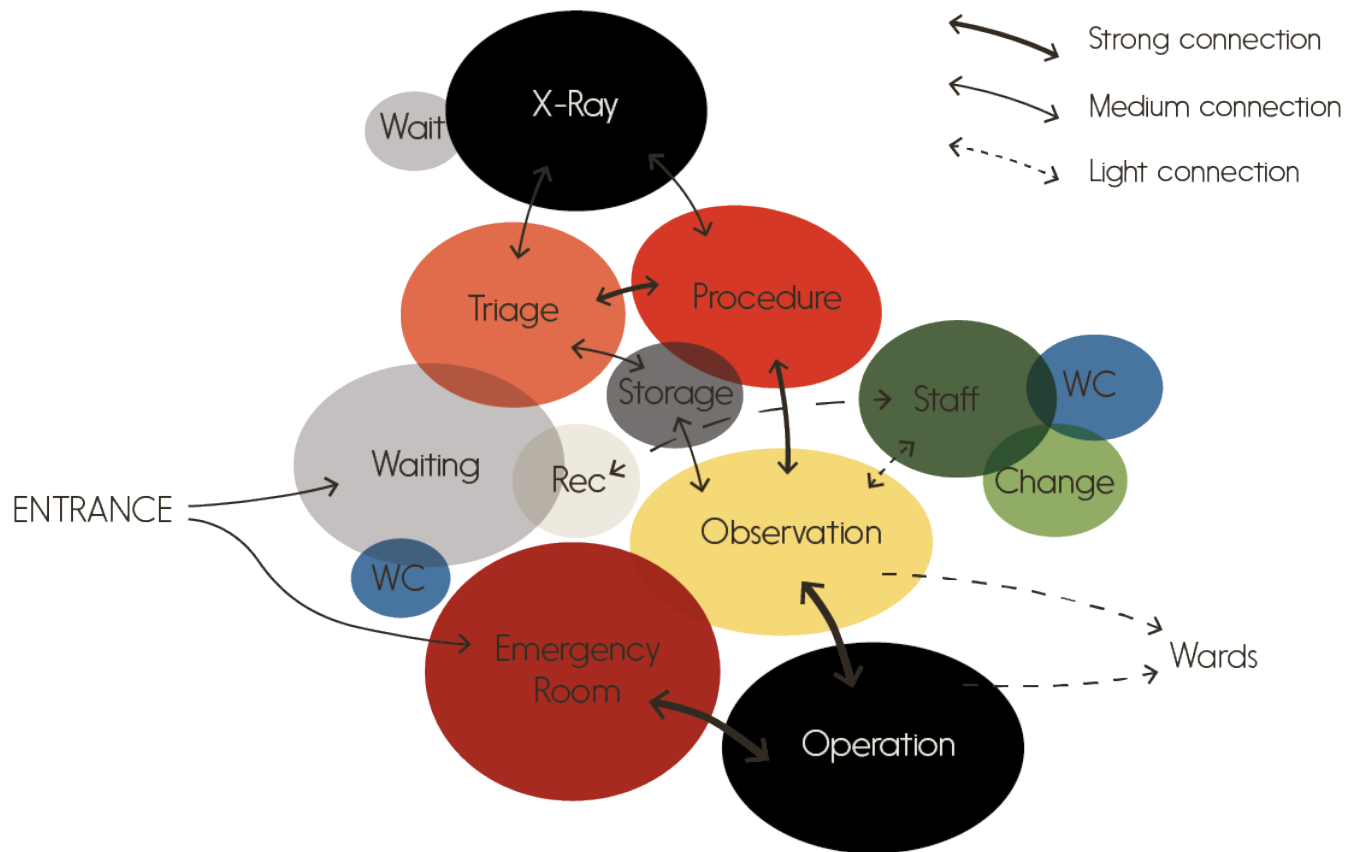 Strong connection
Medium connection
Light connection
X-Ray
Wait
Triage
Procedure
Storage
Staff
WC
Change
Waiting
Rec
ENTRANCE
Observation
WC
Emergency
Room
Wards
Operation